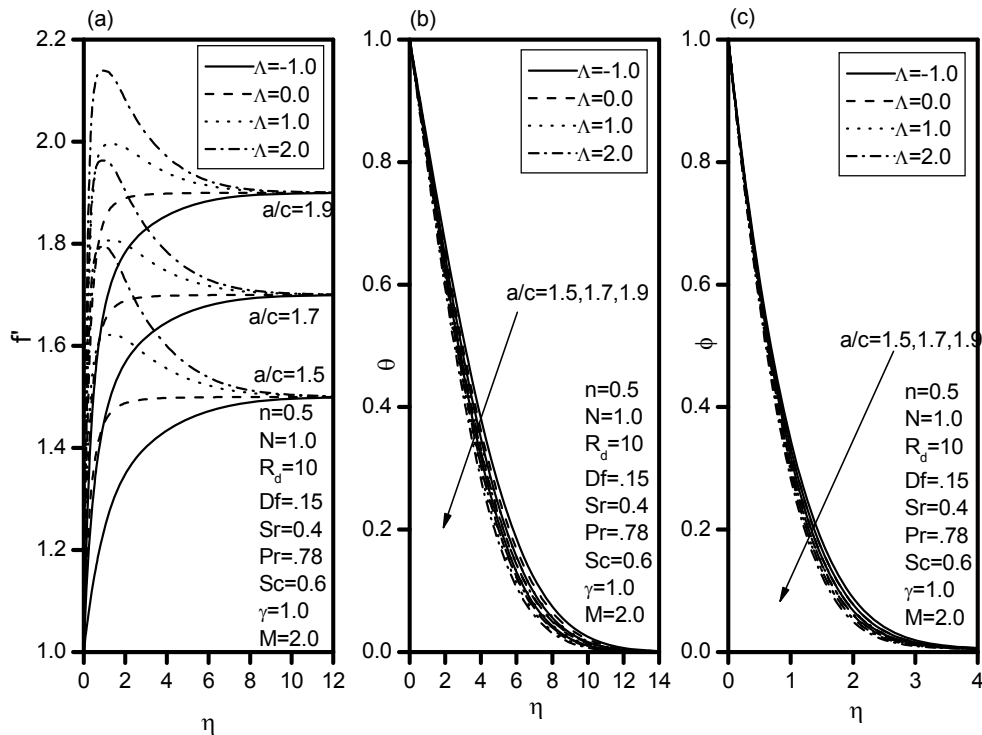 (a)
2.2
2.0
1.8
1.6
1.4
1.2
1.0
f'
0 2 4 6 8 10 12
η
Λ=-1.0
Λ=0.0
Λ=1.0
Λ=2.0
a/c=1.9
a/c=1.7
a/c=1.5
n=0.5
N=1.0
R_d=10
Df=.15
Sr=0.4
Pr=.78
Sc=0.6
γ=1.0
M=2.0
(b)
1.0
0.8
0.6
0.4
0.2
0.0
θ
0 2 4 6 8 10 12 14
η
Λ=-1.0
Λ=0.0
Λ=1.0
Λ=2.0
a/c=1.5,1.7,1.9
n=0.5
N=1.0
R_d=10
Df=.15
Sr=0.4
Pr=.78
Sc=0.6
γ=1.0
M=2.0
(c)
1.0
0.8
0.6
0.4
0.2
0.0
ϕ
0 1 2 3 4
η
Λ=-1.0
Λ=0.0
Λ=1.0
Λ=2.0
a/c=1.5,1.7,1.9
n=0.5
N=1.0
R_d=10
Df=.15
Sr=0.4
Pr=.78
Sc=0.6
γ=1.0
M=2.0